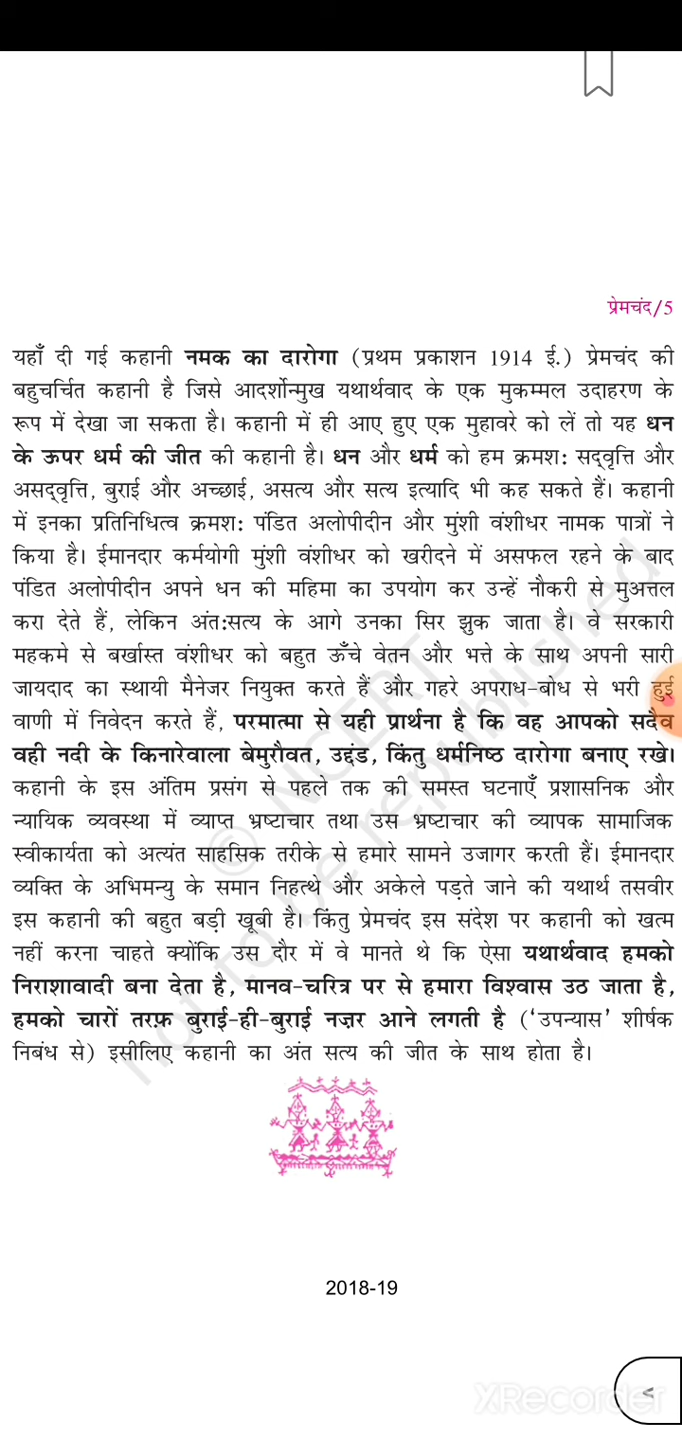 प्रेमचंद/5
यहाँ दी गई कहानी नमक का दारोगा (प्रथम प्रकाशन 1914 ई.) प्रेमचंद की
बहुचर्चित कहानी है जिसे आदर्शोन्मुख यथार्थवाद के एक मुकम्मल उदाहरण के
रूप में देखा जा सकता है। कहानी में ही आए हुए एक मुहावरे को लें तो यह धन
के ऊपर धर्म की जीत की कहानी है। धन और धर्म को हम क्रमश: सद्वृत्ति और
असद्वृत्ति, बुराई और अच्छाई, असत्य और सत्य इत्यादि भी कह सकते हैं। कहानी
में इनका प्रतिनिधित्व क्रमश: पंडित अलोपीदीन और मुंशी वंशीधर नामक पात्रों ने
किया है। ईमानदार कर्मयोगी मुंशी वंशीधर को खरीदने में असफल रहने के बाद
पंडित अलोपीदीन अपने धन की महिमा का उपयोग कर उन्हें नौकरी से मुअत्तल
करा देते हैं, लेकिन अंत:सत्य के आगे उनका सिर झुक जाता है। वे सरकारी
महकमे से बर्खास्त वंशीधर को बहुत ऊँचे वेतन और भत्ते के साथ अपनी सारी
जायदाद का स्थायी मैनेजर नियुक्त करते हैं और गहरे अपराध-बोध से भरी हुई
वाणी में निवेदन करते हैं, परमात्मा से यही प्रार्थना है कि वह आपको सदैव
वही नदी के किनारेवाला बेमुरौवत, उद्दंड, किंतु धर्मनिष्ठ दारोगा बनाए रखे।
कहानी के इस अंतिम प्रसंग से पहले तक की समस्त घटनाएँ प्रशासनिक और
न्यायिक व्यवस्था में व्याप्त भ्रष्टाचार तथा उस भ्रष्टाचार की व्यापक सामाजिक
स्वीकार्यता को अत्यंत साहसिक तरीके से हमारे सामने उजागर करती हैं। ईमानदार
व्यक्ति के अभिमन्यु के समान निहत्थे और अकेले पड़ते जाने की यथार्थ तसवीर
इस कहानी की बहुत बड़ी खूबी है। किंतु प्रेमचंद इस संदेश पर कहानी को खत्म
नहीं करना चाहते क्योंकि उस दौर में वे मानते थे कि ऐसा यथार्थवाद हमको
निराशावादी बना देता है, मानव-चरित्र पर से हमारा विश्वास उठ जाता है,
हमको चारों तरफ़ बुराई-ही-बुराई नज़र आने लगती है ('उपन्यास' शीर्षक
निबंध से) इसीलिए कहानी का अंत सत्य की जीत के साथ होता है।
© NCERT
not to be republished
2018-19
XRecorder